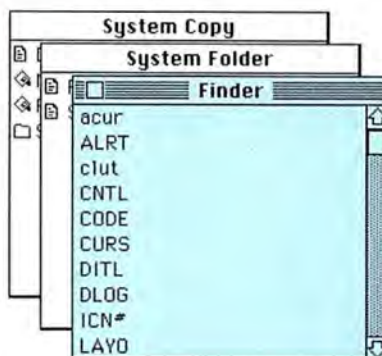 System Copy
System Folder
Finder
acur
ALRT
clut
CNTL
CODE
CURS
DITL
DLOG
ICN#
LAYO